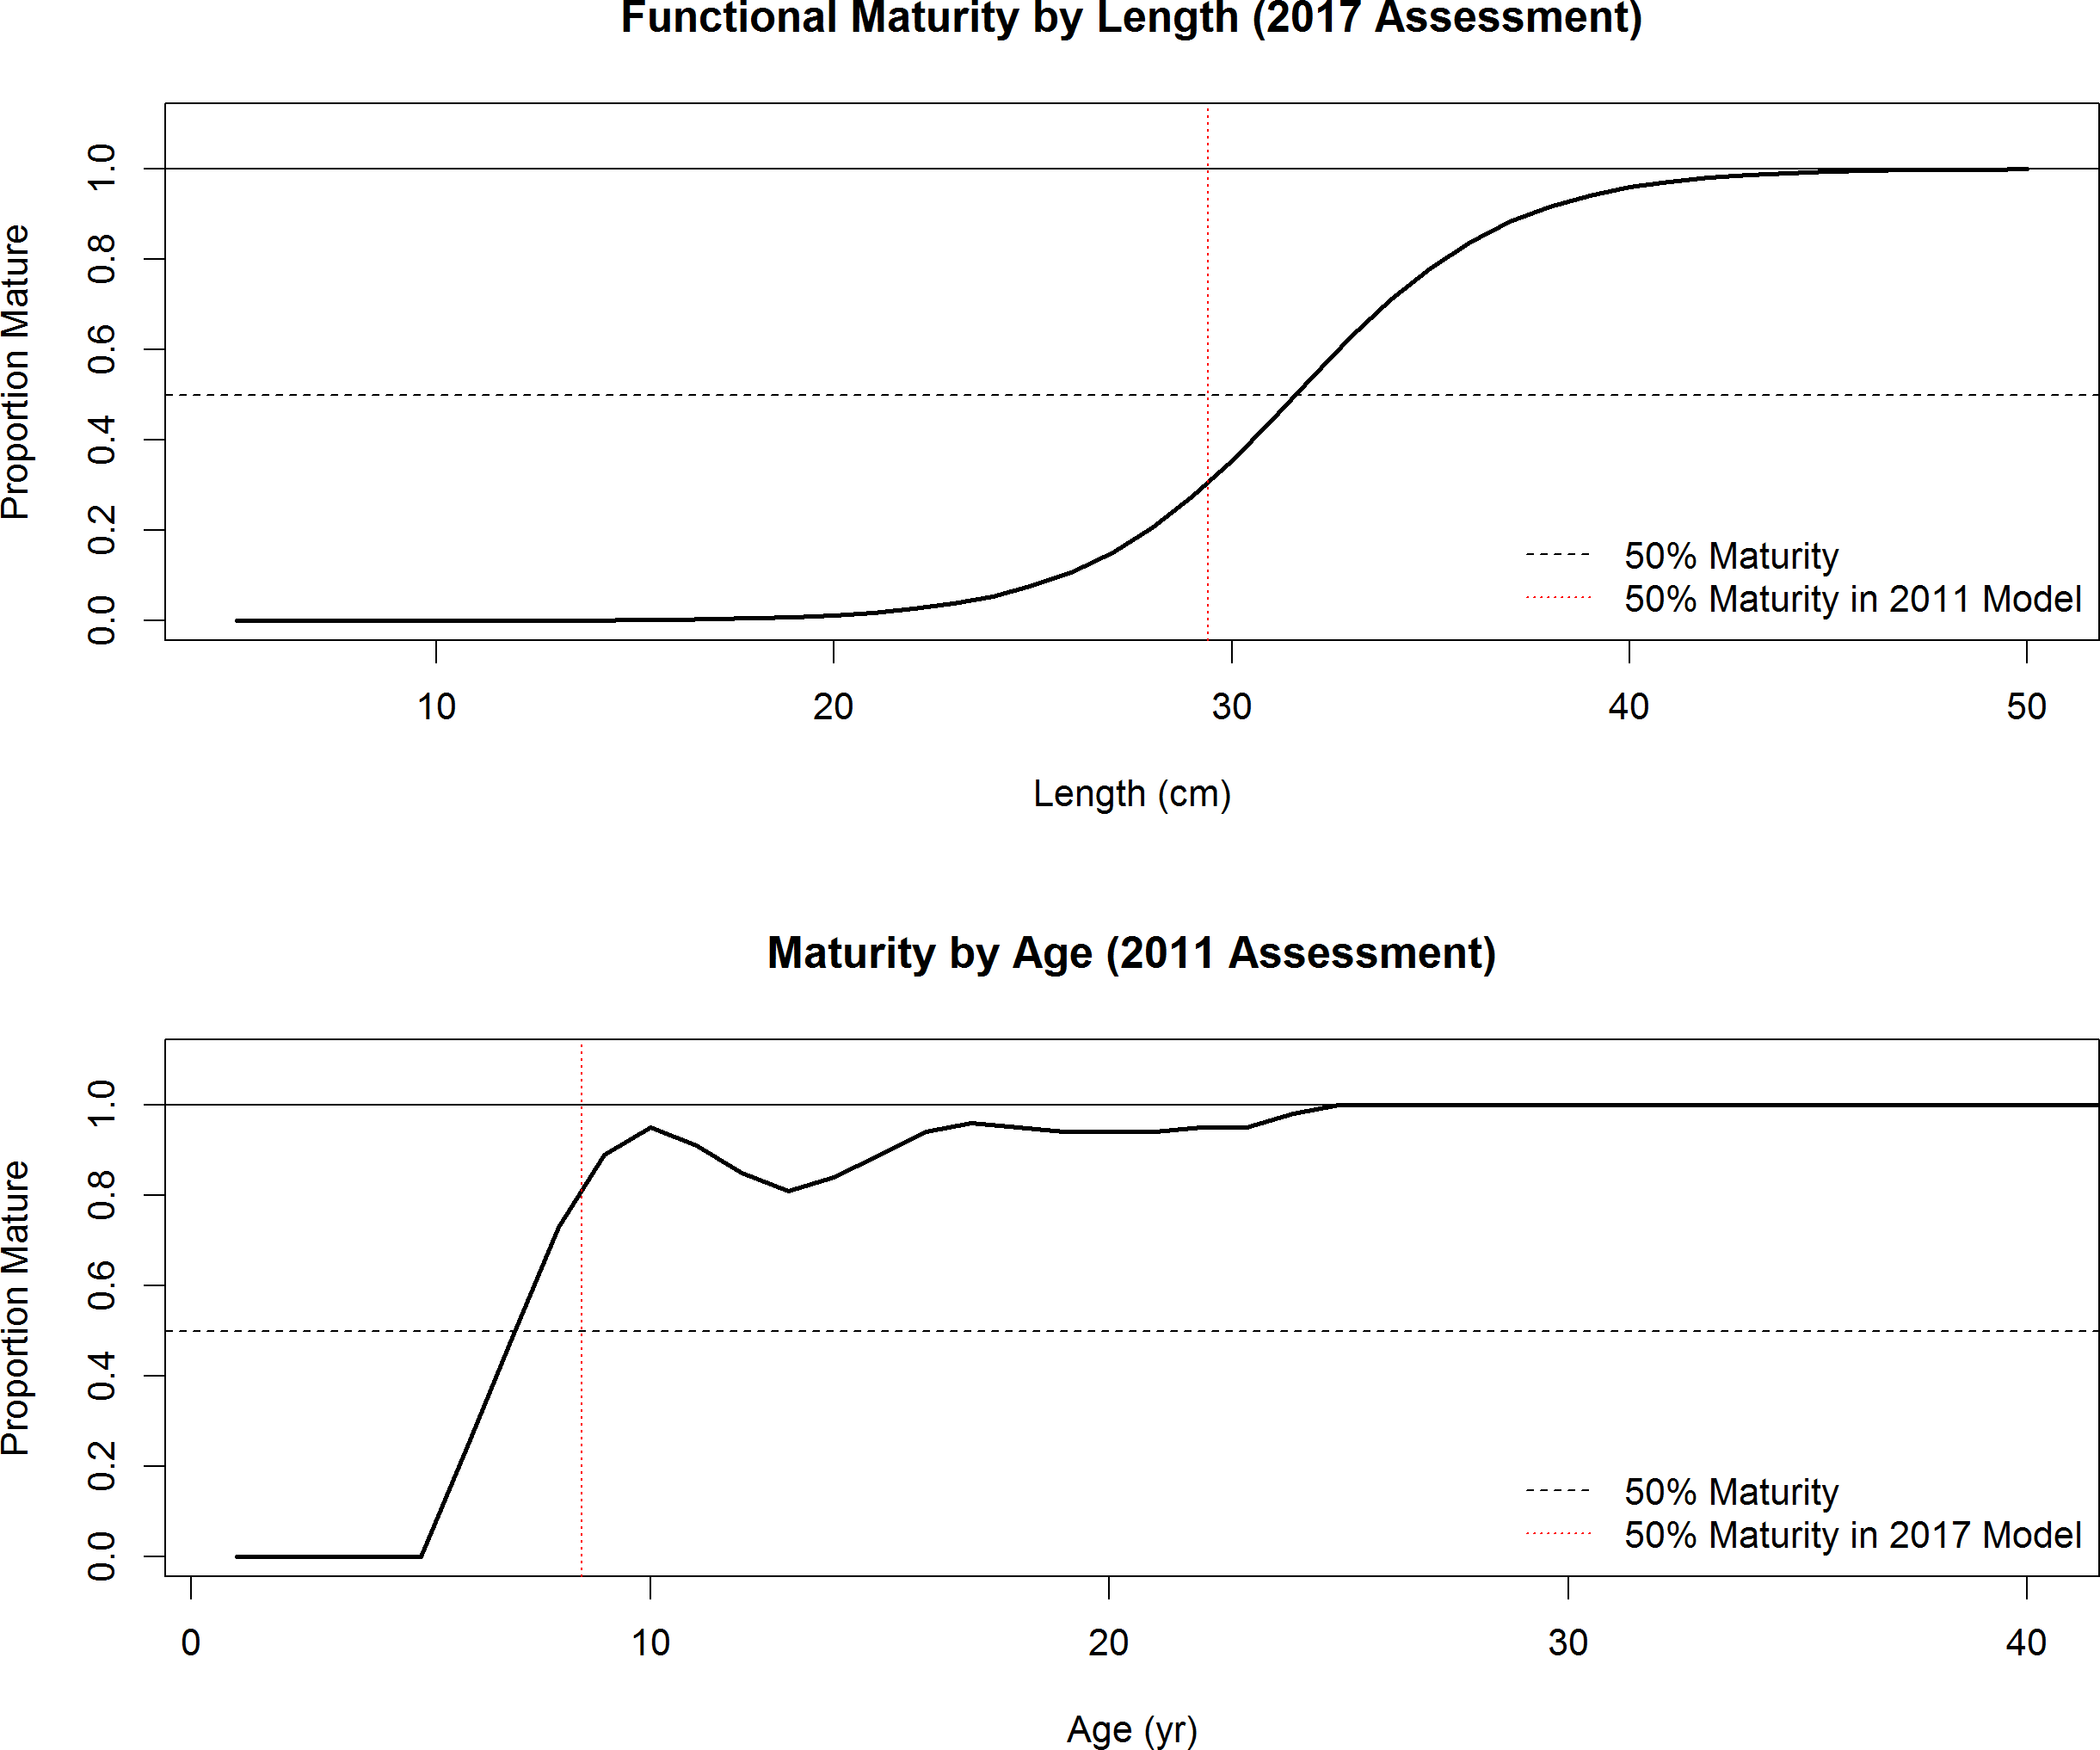 Functional Maturity by Length (2017 Assessment)
Proportion Mature
1.0
0.8
0.6
0.4
0.2
0.0
50% Maturity
50% Maturity in 2011 Model
10 20 30 40 50
Length (cm)
Maturity by Age (2011 Assessment)
Proportion Mature
1.0
0.8
0.6
0.4
0.2
0.0
50% Maturity
50% Maturity in 2017 Model
0 10 20 30 40
Age (yr)